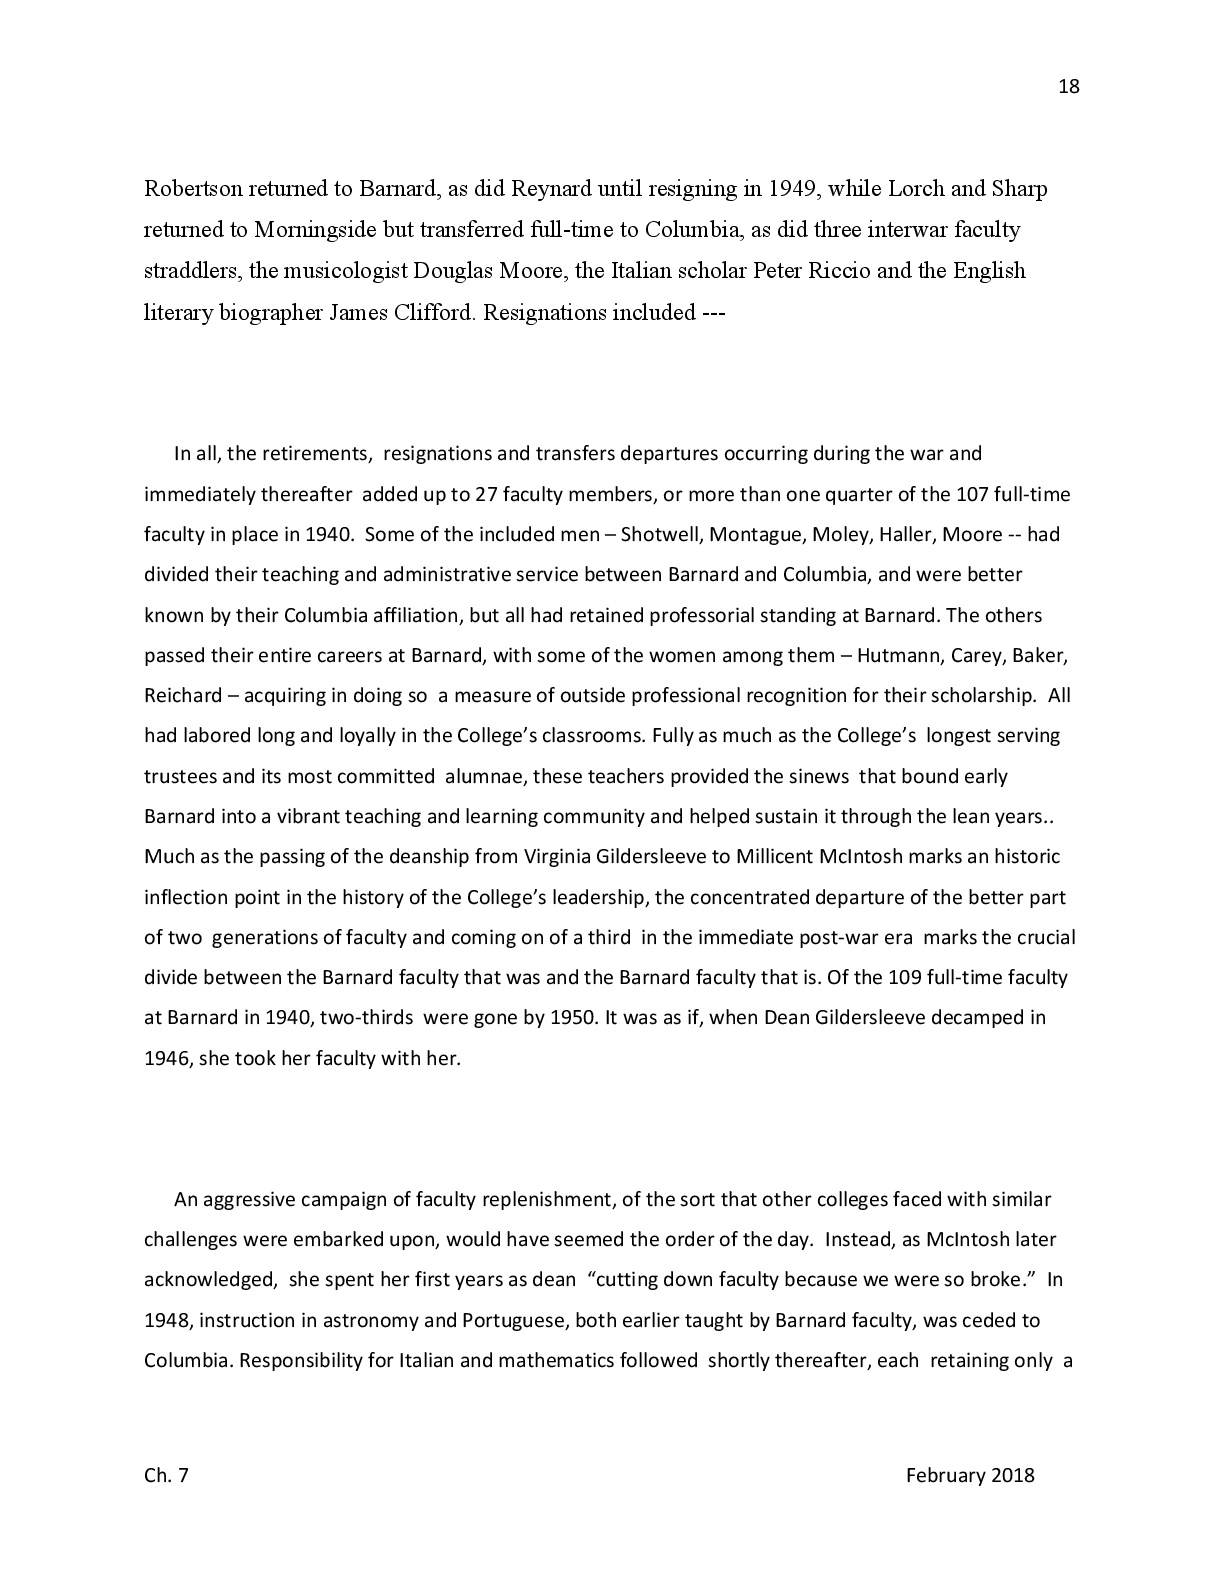 18
Robertson returned to Barnard, as did Reynard until resigning in 1949, while Lorch and Sharp
returned to Morningside but transferred full-time to Columbia, as did three interwar faculty
straddlers, the musicologist Douglas Moore, the Italian scholar Peter Riccio and the English
literary biographer James Clifford. Resignations included ---
In all, the retirements,  resignations and transfers departures occurring during the war and
immediately thereafter  added up to 27 faculty members, or more than one quarter of the 107 full-time
faculty in place in 1940.  Some of the included men – Shotwell, Montague, Moley, Haller, Moore -- had
divided their teaching and administrative service between Barnard and Columbia, and were better
known by their Columbia affiliation, but all had retained professorial standing at Barnard. The others
passed their entire careers at Barnard, with some of the women among them – Hutmann, Carey, Baker,
Reichard – acquiring in doing so  a measure of outside professional recognition for their scholarship.  All
had labored long and loyally in the College’s classrooms. Fully as much as the College’s  longest serving
trustees and its most committed  alumnae, these teachers provided the sinews  that bound early
Barnard into a vibrant teaching and learning community and helped sustain it through the lean years..
Much as the passing of the deanship from Virginia Gildersleeve to Millicent McIntosh marks an historic
inflection point in the history of the College’s leadership, the concentrated departure of the better part
of two  generations of faculty and coming on of a third  in the immediate post-war era  marks the crucial
divide between the Barnard faculty that was and the Barnard faculty that is. Of the 109 full-time faculty
at Barnard in 1940, two-thirds  were gone by 1950. It was as if, when Dean Gildersleeve decamped in
1946, she took her faculty with her.
An aggressive campaign of faculty replenishment, of the sort that other colleges faced with similar
challenges were embarked upon, would have seemed the order of the day.  Instead, as McIntosh later
acknowledged,  she spent her first years as dean  “cutting down faculty because we were so broke.”  In
1948, instruction in astronomy and Portuguese, both earlier taught by Barnard faculty, was ceded to
Columbia. Responsibility for Italian and mathematics followed  shortly thereafter, each  retaining only  a
Ch. 7 February 2018